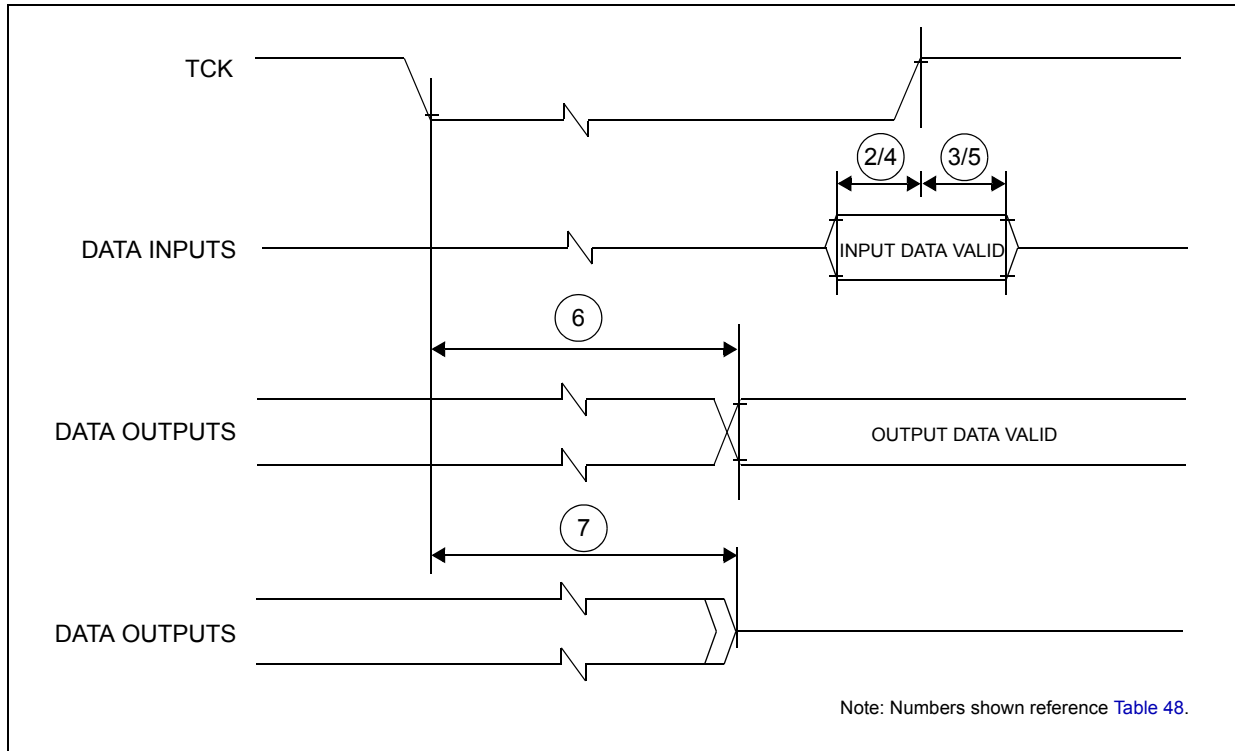 TCK
2/4
3/5
DATA INPUTS
INPUT DATA VALID
6
DATA OUTPUTS
OUTPUT DATA VALID
7
DATA OUTPUTS
Note: Numbers shown reference Table 48.